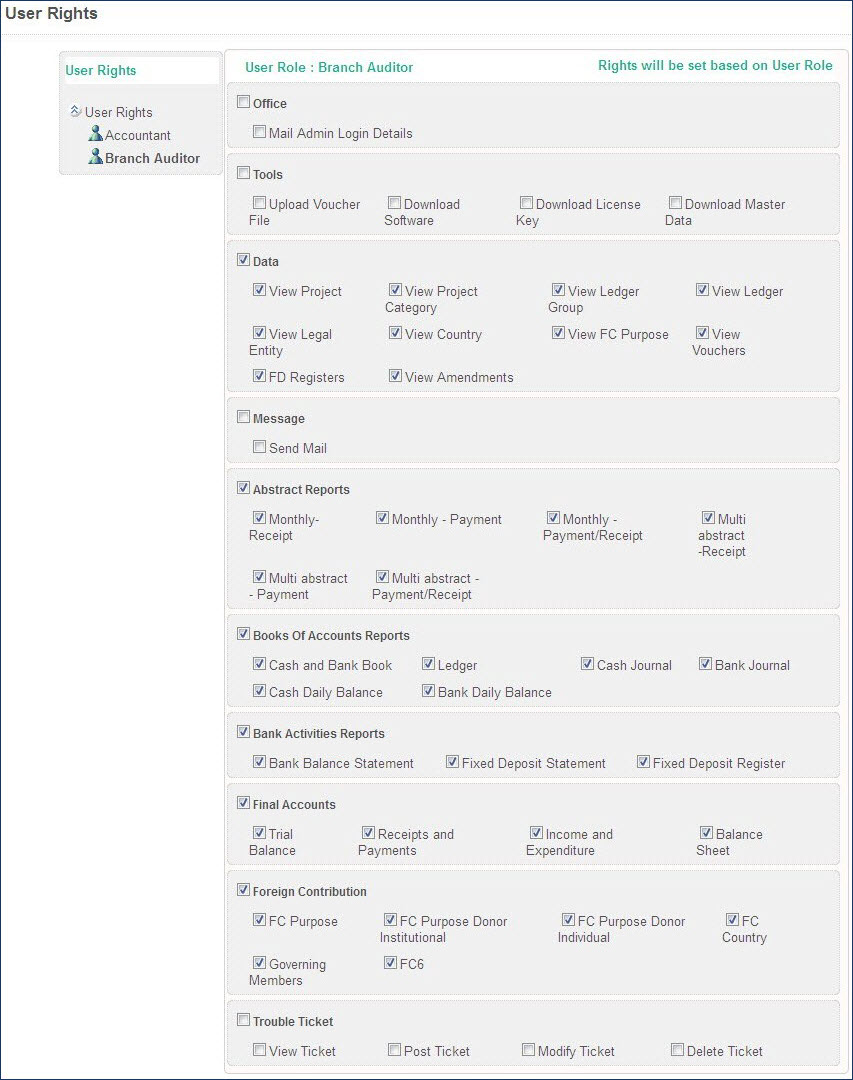 User Rights
User Rights
User Rights
Accountant
Branch Auditor
User Role : Branch Auditor
Rights will be set based on User Role
Office
Mail Admin Login Details
Tools
Upload Voucher File
Download Software
Download License Key
Download Master Data
Data
View Project
View Project Category
View Ledger Group
View Ledger
View Legal Entity
View Country
View FC Purpose
View Vouchers
FD Registers
View Amendments
Message
Send Mail
Abstract Reports
Monthly-Receipt
Monthly - Payment
Monthly - Payment/Receipt
Multi abstract -Receipt
Multi abstract - Payment
Multi abstract - Payment/Receipt
Books Of Accounts Reports
Cash and Bank Book
Ledger
Cash Journal
Bank Journal
Cash Daily Balance
Bank Daily Balance
Bank Activities Reports
Bank Balance Statement
Fixed Deposit Statement
Fixed Deposit Register
Final Accounts
Trial Balance
Receipts and Payments
Income and Expenditure
Balance Sheet
Foreign Contribution
FC Purpose
FC Purpose Donor Institutional
FC Purpose Donor Individual
FC Country
Governing Members
FC6
Trouble Ticket
View Ticket
Post Ticket
Modify Ticket
Delete Ticket